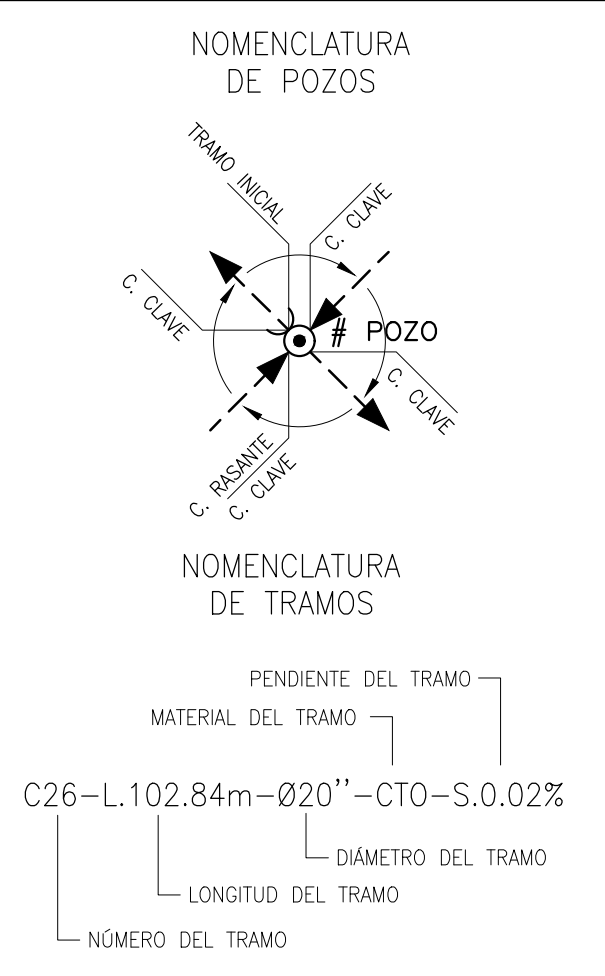 NOMENCLATURA
DE POZOS
TRAMO INICIAL
C. CLAVE
C. CLAVE
# POZO
C. CLAVE
C. RASANTE
C. CLAVE
NOMENCLATURA
DE TRAMOS
PENDIENTE DEL TRAMO
MATERIAL DEL TRAMO
C26-L.102.84m-Ø20''-CTO-S.0.02%
DIÁMETRO DEL TRAMO
LONGITUD DEL TRAMO
NÚMERO DEL TRAMO